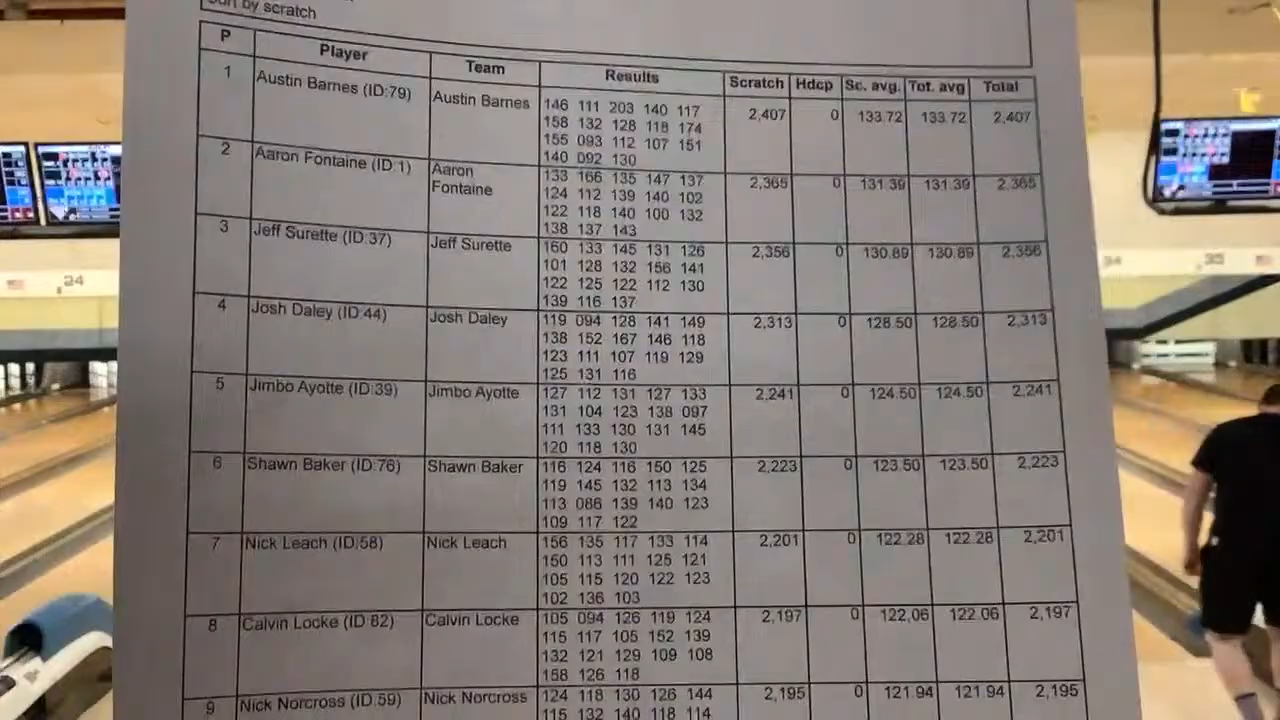 Sort by scratch
P Player Team Results Scratch Hdcp Sc. avg. Tot. avg Total
1 Austin Barnes (ID:79) Austin Barnes 146 111 203 140 117 2,407 0 133.72 133.72 2,407
158 132 128 118 174
155 093 112 107 151
140 092 130
2 Aaron Fontaine (ID:1) Aaron 133 166 135 147 137 2,365 0 131.39 131.39 2,365
Fontaine 124 112 139 140 102
122 118 140 100 132
138 137 143
3 Jeff Surette (ID:37) Jeff Surette 160 133 145 131 126 2,356 0 130.89 130.89 2,356
101 128 132 156 141
122 125 122 112 130
139 116 137
4 Josh Daley (ID:44) Josh Daley 119 094 128 141 149 2,313 0 128.50 128.50 2,313
138 152 167 146 118
123 111 107 119 129
125 131 116
5 Jimbo Ayotte (ID:39) Jimbo Ayotte 127 112 131 127 133 2,241 0 124.50 124.50 2,241
131 104 123 138 097
111 133 130 131 145
120 118 130
6 Shawn Baker (ID:76) Shawn Baker 116 124 116 150 125 2,223 0 123.50 123.50 2,223
119 145 132 113 134
113 086 139 140 123
109 117 122
7 Nick Leach (ID:58) Nick Leach 156 135 117 133 114 2,201 0 122.28 122.28 2,201
150 113 111 125 121
105 115 120 122 123
102 136 103
8 Calvin Locke (ID:82) Calvin Locke 105 094 126 119 124 2,197 0 122.06 122.06 2,197
115 117 105 152 139
132 121 129 109 108
158 126 118
9 Nick Norcross (ID:59) Nick Norcross 124 118 130 126 144 2,195 0 121.94 121.94 2,195
115 132 140 118 114
24
34
35